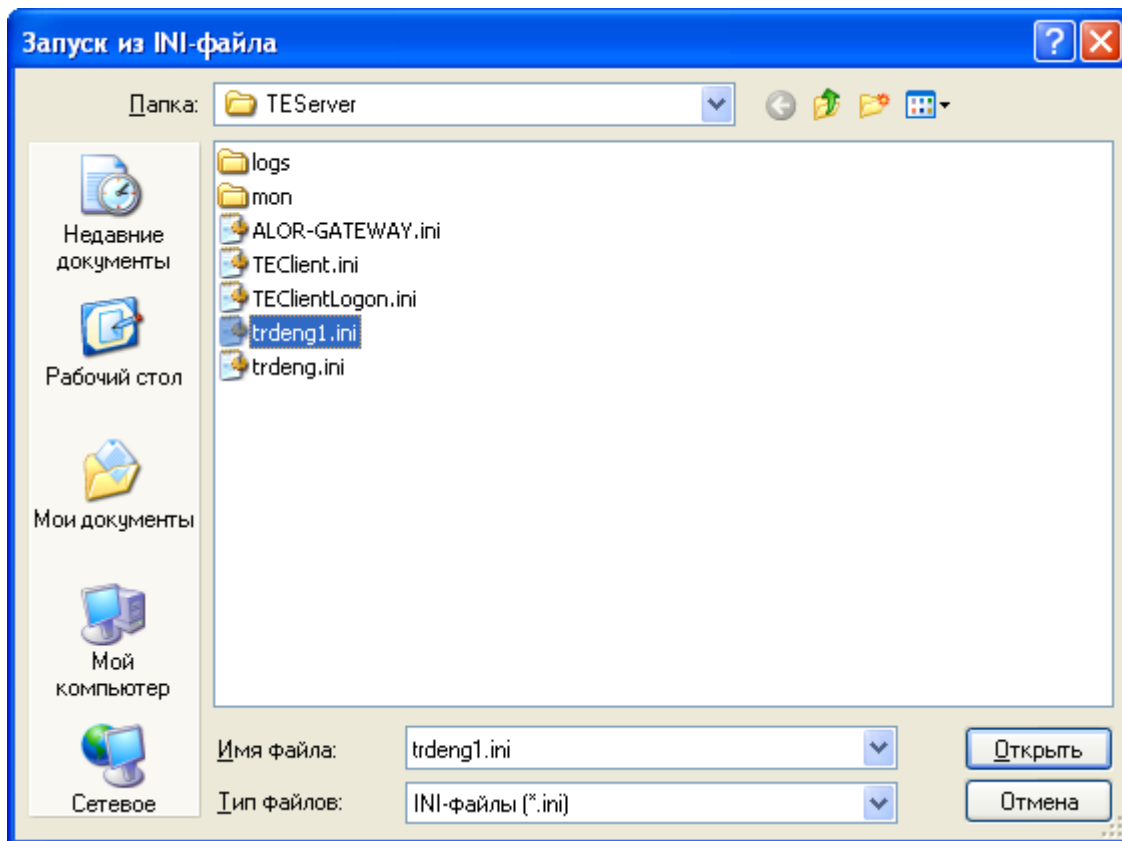 Запуск из INI-файла
Папка:
TEServer
Недавние
документы
Рабочий стол
Мои документы
Мой
компьютер
Сетевое
logs
mon
ALOR-GATEWAY.ini
TEClient.ini
TEClientLogon.ini
trdeng1.ini
trdeng.ini
Имя файла:
trdeng1.ini
Открыть
Тип файлов:
INI-файлы (*.ini)
Отмена